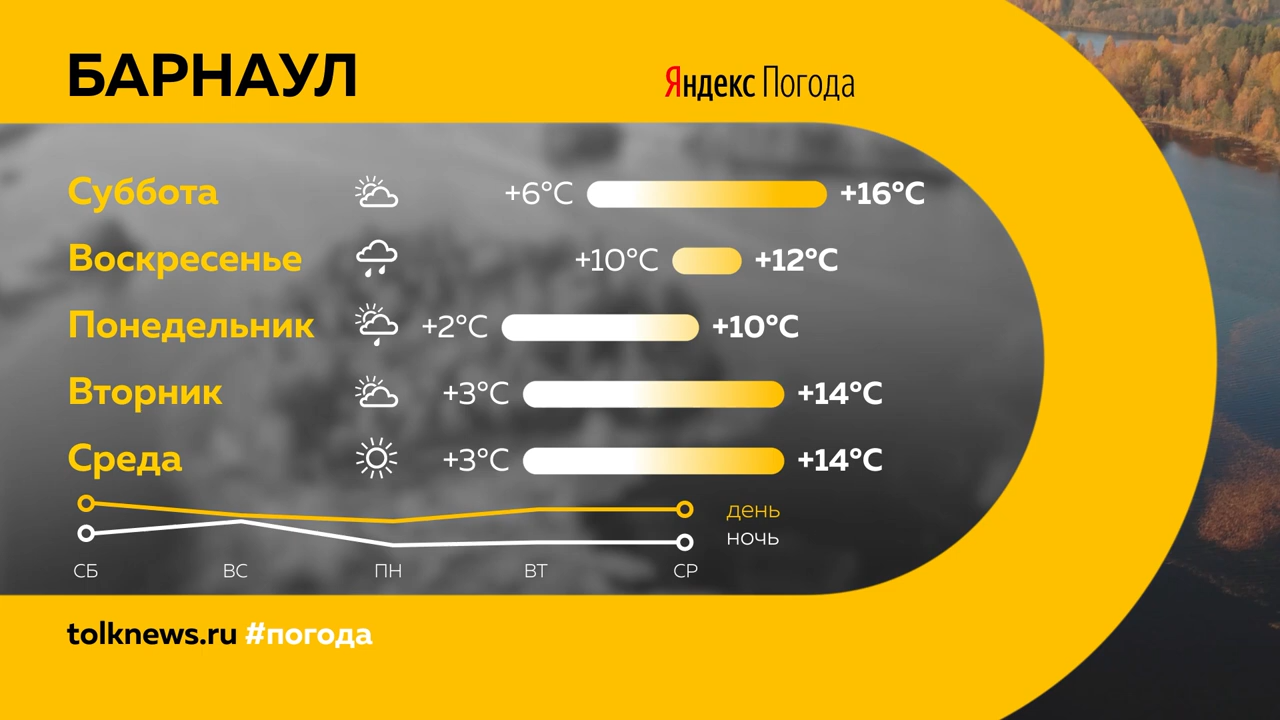 БАРНАУЛ
Яндекс Погода
Суббота +6°C +16°C
Воскресенье +10°C +12°C
Понедельник +2°C +10°C
Вторник +3°C +14°C
Среда +3°C +14°C
день
ночь
СБ ВС ПН ВТ СР
tolknews.ru #погода